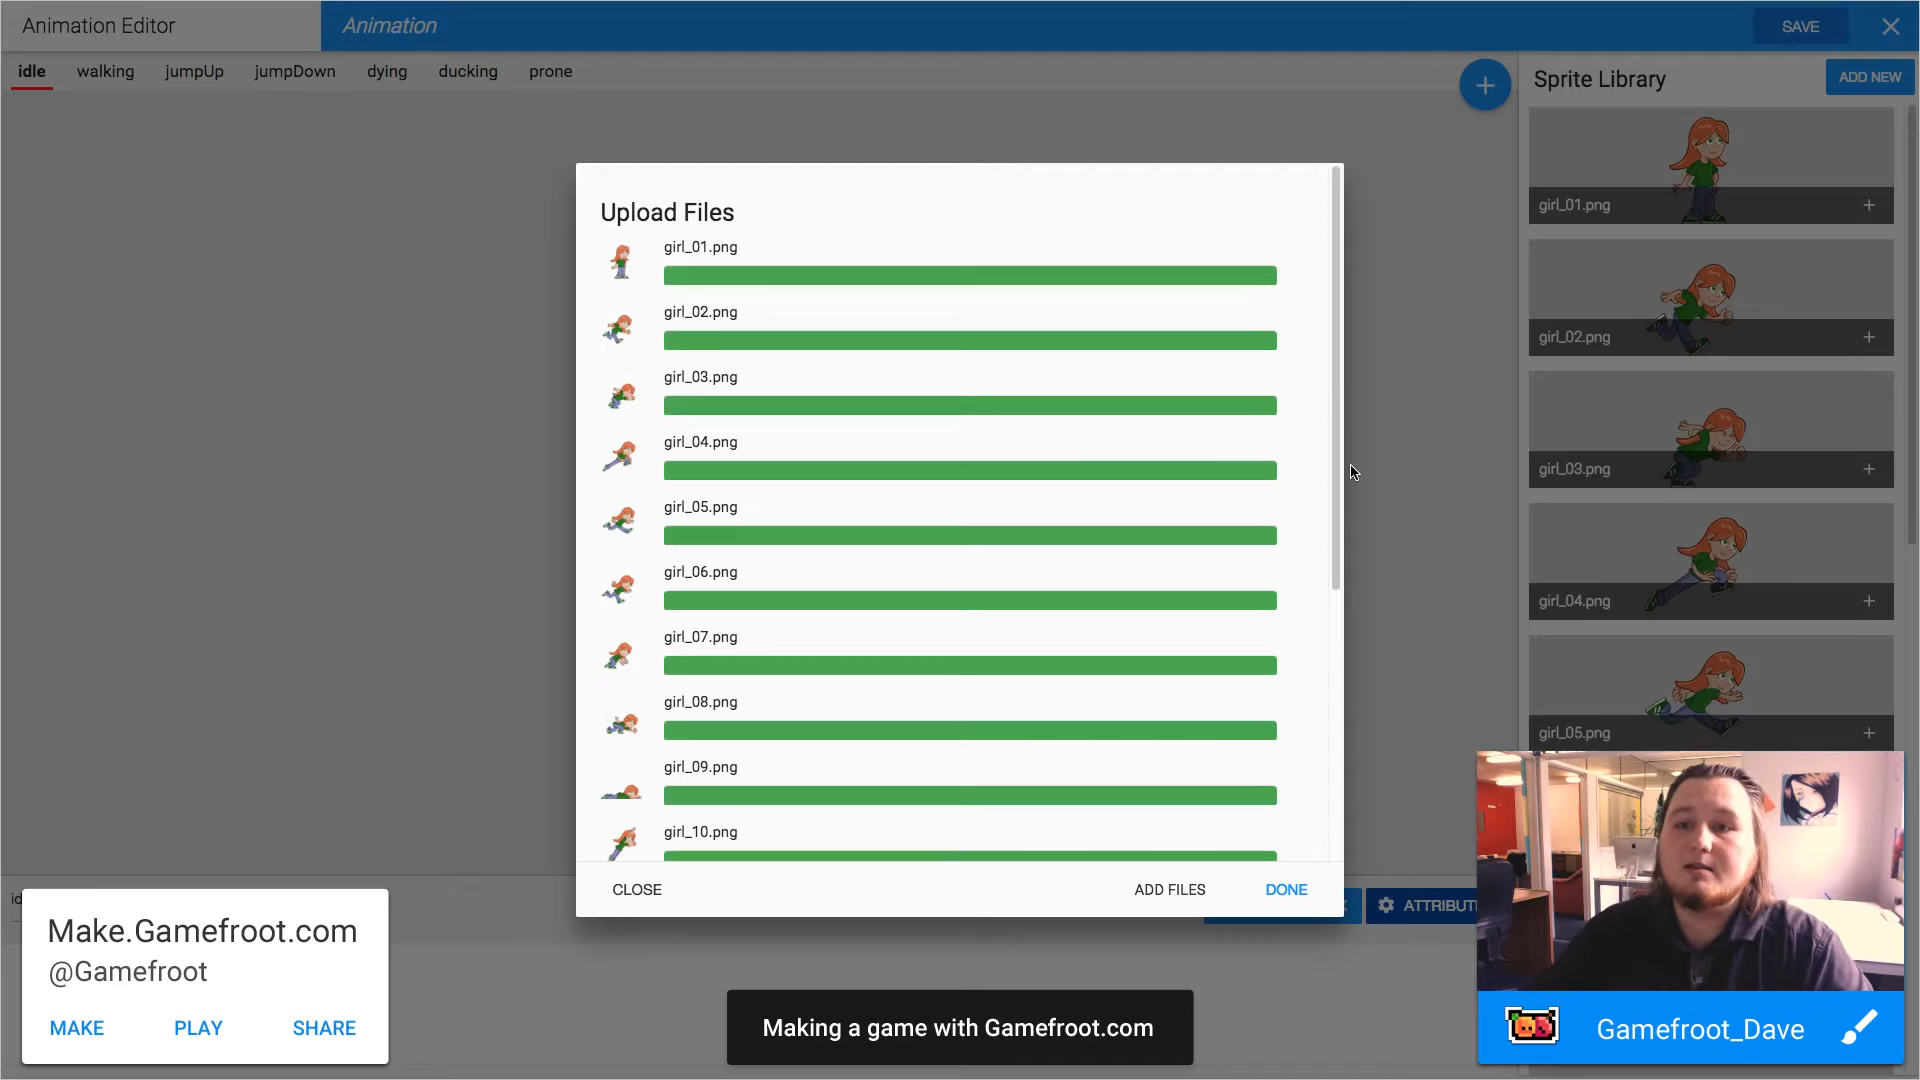 Animation Editor
Animation
SAVE
idle
walking
jumpUp
jumpDown
dying
ducking
prone
Sprite Library
ADD NEW
girl_01.png
girl_02.png
girl_03.png
girl_04.png
girl_05.png
Upload Files
girl_01.png
girl_02.png
girl_03.png
girl_04.png
girl_05.png
girl_06.png
girl_07.png
girl_08.png
girl_09.png
girl_10.png
CLOSE
ADD FILES
DONE
ATTRIBUT
Make.Gamefroot.com
@Gamefroot
MAKE
PLAY
SHARE
Making a game with Gamefroot.com
Gamefroot_Dave